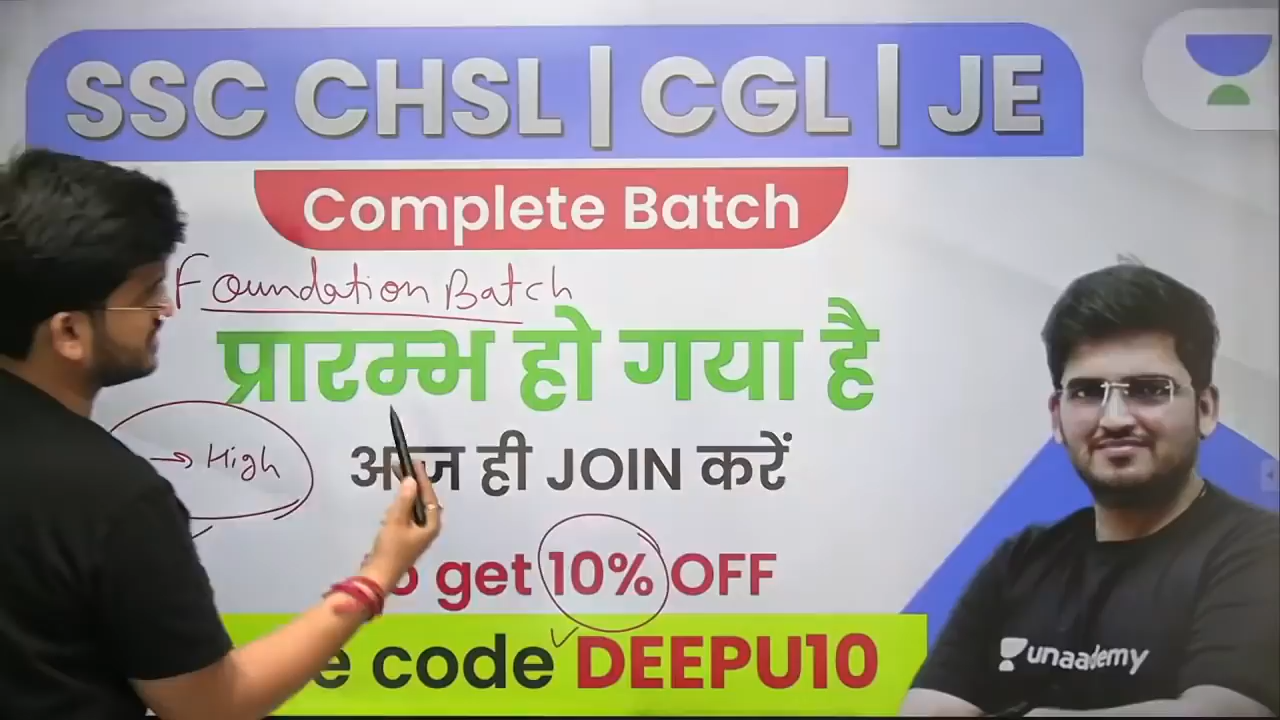 SSC CHSL | CGL | JE
Complete Batch
Foundation Batch
प्रारम्भ हो गया है
→ High
आज ही JOIN करें
get 10% OFF
code DEEPU10
unacademy